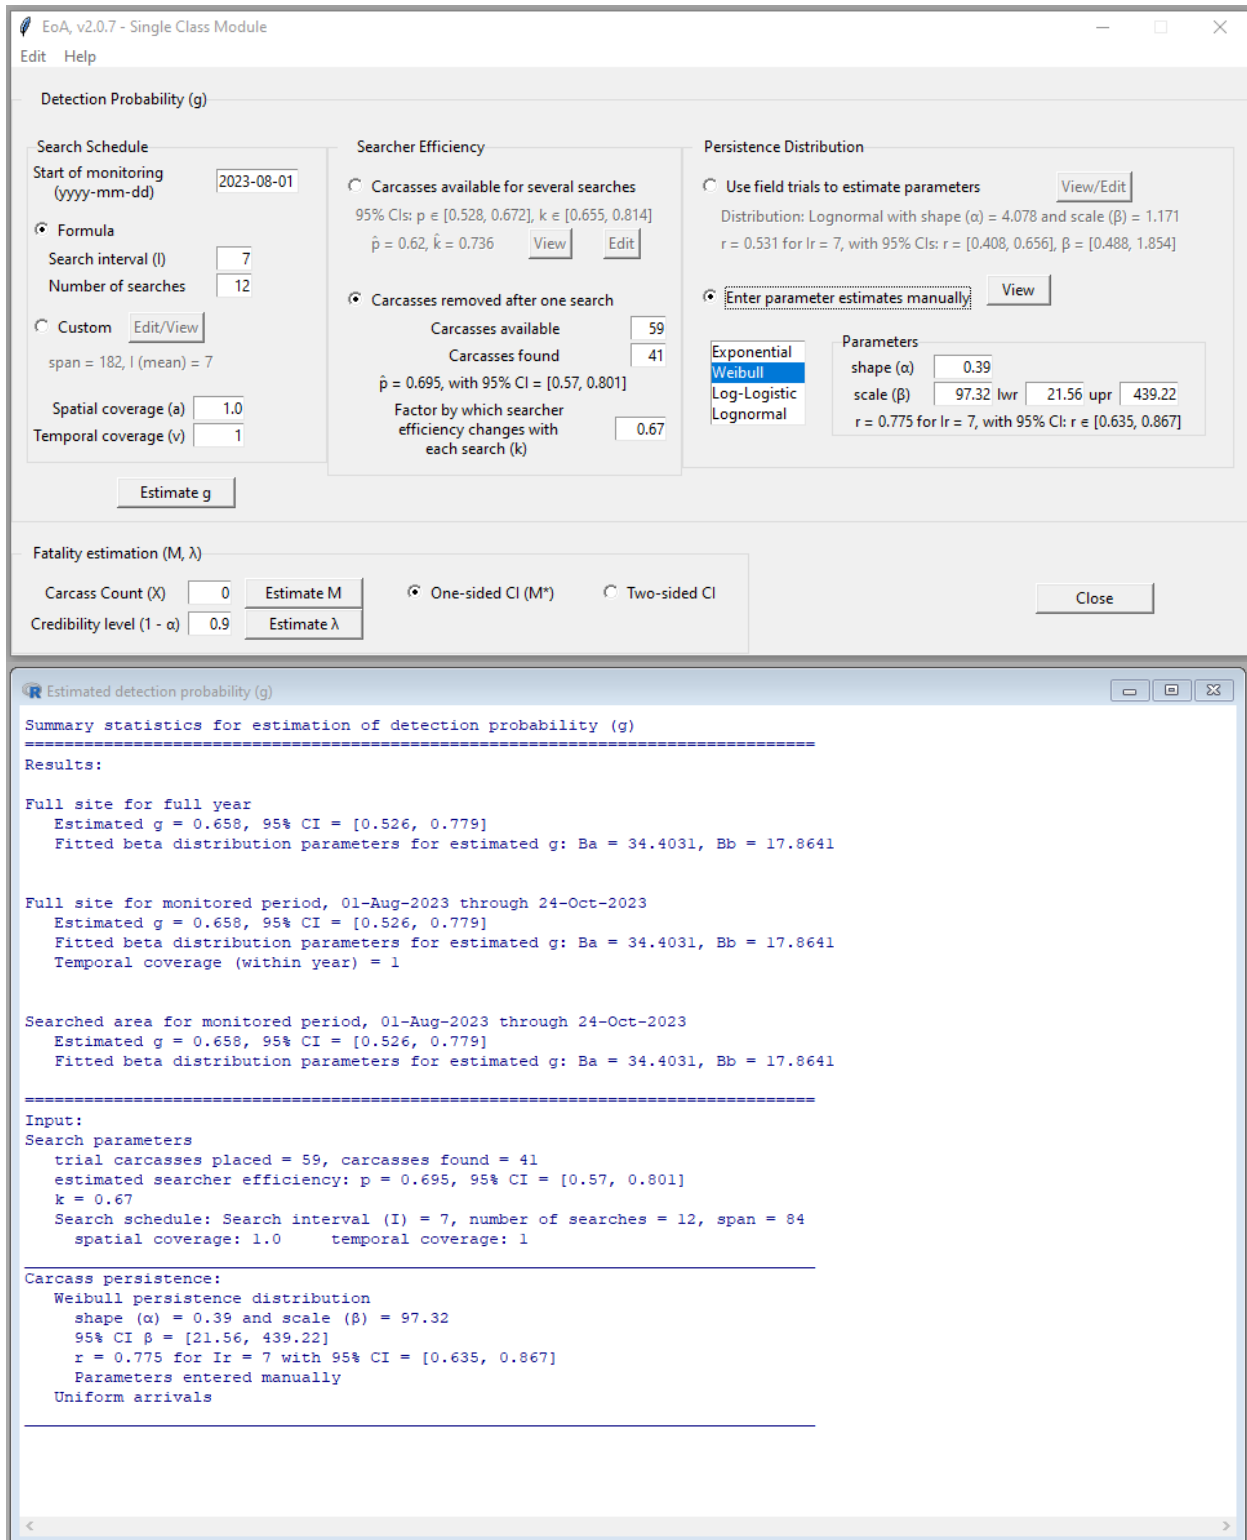 EoA, v2.0.7 - Single Class Module
Edit Help
Detection Probability (g)
Search Schedule
Start of monitoring
(yyyy-mm-dd)
2023-08-01
Formula
Search interval (I) 7
Number of searches 12
Custom Edit/View
span = 182, I (mean) = 7
Spatial coverage (a) 1.0
Temporal coverage (v) 1
Estimate g
Searcher Efficiency
Carcasses available for several searches
95% CIs: p ∈ [0.528, 0.672], k ∈ [0.655, 0.814]
p̂ = 0.62, k̂ = 0.736 View Edit
Carcasses removed after one search
Carcasses available 59
Carcasses found 41
p̂ = 0.695, with 95% CI = [0.57, 0.801]
Factor by which searcher
efficiency changes with
each search (k)
0.67
Persistence Distribution
Use field trials to estimate parameters View/Edit
Distribution: Lognormal with shape (α) = 4.078 and scale (β) = 1.171
r = 0.531 for Ir = 7, with 95% CIs: r = [0.408, 0.656], β = [0.488, 1.854]
Enter parameter estimates manually View
Exponential
Weibull
Log-Logistic
Lognormal
Parameters
shape (α) 0.39
scale (β) 97.32 lwr 21.56 upr 439.22
r = 0.775 for Ir = 7, with 95% CI: r ∈ [0.635, 0.867]
Fatality estimation (M, λ)
Carcass Count (X) 0 Estimate M One-sided CI (M*) Two-sided CI
Credibility level (1 - α) 0.9 Estimate λ
Close
R Estimated detection probability (g)
Summary statistics for estimation of detection probability (g)
===============================================================================
Results:
Full site for full year
Estimated g = 0.658, 95% CI = [0.526, 0.779]
Fitted beta distribution parameters for estimated g: Ba = 34.4031, Bb = 17.8641
Full site for monitored period, 01-Aug-2023 through 24-Oct-2023
Estimated g = 0.658, 95% CI = [0.526, 0.779]
Fitted beta distribution parameters for estimated g: Ba = 34.4031, Bb = 17.8641
Temporal coverage (within year) = 1
Searched area for monitored period, 01-Aug-2023 through 24-Oct-2023
Estimated g = 0.658, 95% CI = [0.526, 0.779]
Fitted beta distribution parameters for estimated g: Ba = 34.4031, Bb = 17.8641
===============================================================================
Input:
Search parameters
trial carcasses placed = 59, carcasses found = 41
estimated searcher efficiency: p = 0.695, 95% CI = [0.57, 0.801]
k = 0.67
Search schedule: Search interval (I) = 7, number of searches = 12, span = 84
spatial coverage: 1.0 temporal coverage: 1
Carcass persistence:
Weibull persistence distribution
shape (α) = 0.39 and scale (β) = 97.32
95% CI β = [21.56, 439.22]
r = 0.775 for Ir = 7 with 95% CI = [0.635, 0.867]
Parameters entered manually
Uniform arrivals